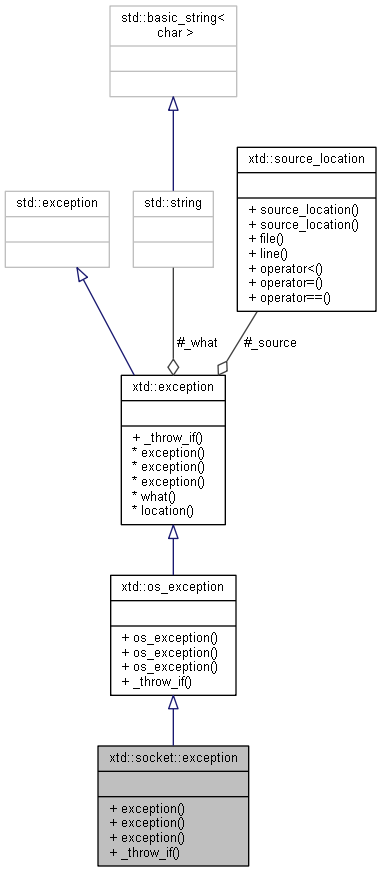 std::basic_string<
char >
xtd::source_location
+ source_location()
+ source_location()
+ file()
+ line()
+ operator<()
+ operator=()
+ operator==()
std::exception
std::string
#_what
#_source
xtd::exception
+ _throw_if()
* exception()
* exception()
* exception()
* what()
* location()
xtd::os_exception
+ os_exception()
+ os_exception()
+ os_exception()
+ _throw_if()
xtd::socket::exception
+ exception()
+ exception()
+ exception()
+ _throw_if()